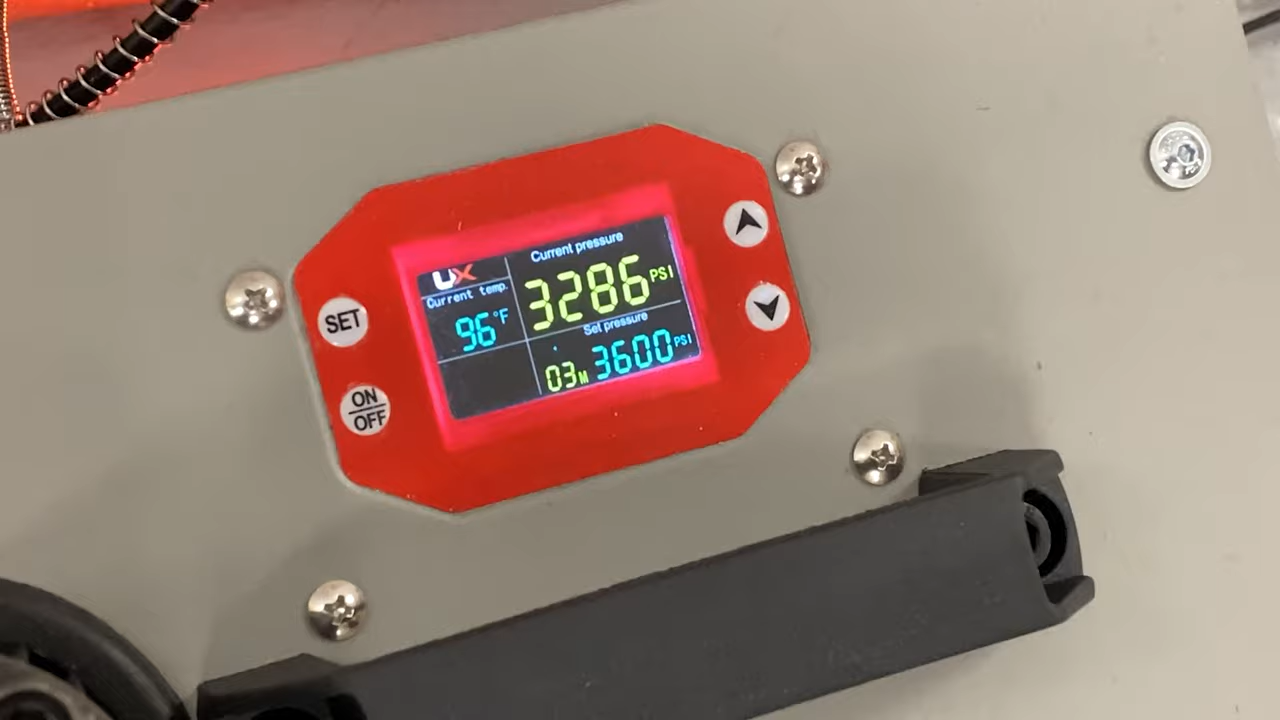 UX
Current pressure
3286 PSI
Current temp.
96 °F
Set pressure
03M 3600 PSI
SET
ON
OFF